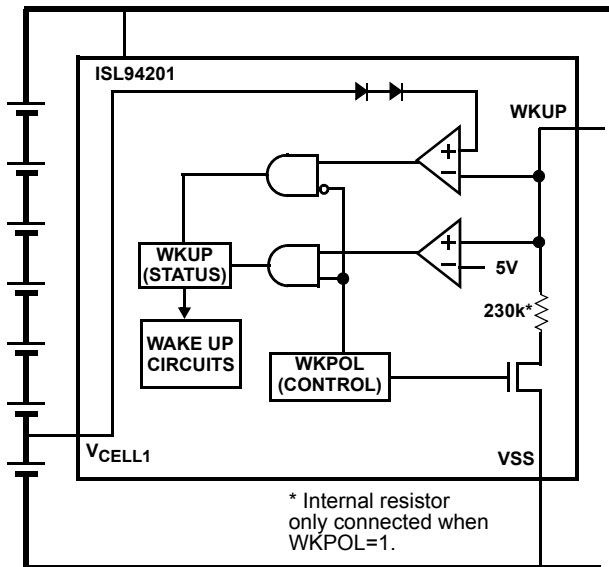 ISL94201
WKUP
+
−
WKUP
(STATUS)
+
−
5V
230k*
WAKE UP
CIRCUITS
WKPOL
(CONTROL)
VCELL1
VSS
* Internal resistor
only connected when
WKPOL=1.